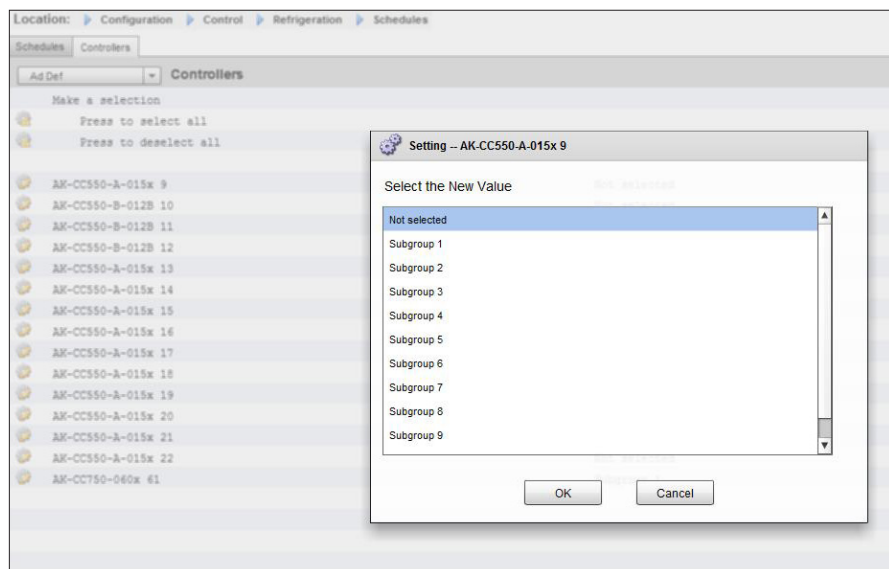 Location: Configuration Control Refrigeration Schedules
Schedules Controllers
Ad Def Controllers
Make a selection
Press to select all
Press to deselect all
AK-CC550-A-015x 9
AK-CC550-B-012B 10
AK-CC550-B-012B 11
AK-CC550-B-012B 12
AK-CC550-A-015x 13
AK-CC550-A-015x 14
AK-CC550-A-015x 15
AK-CC550-A-015x 16
AK-CC550-A-015x 17
AK-CC550-A-015x 18
AK-CC550-A-015x 19
AK-CC550-A-015x 20
AK-CC550-A-015x 21
AK-CC550-A-015x 22
AK-CC750-060x 61
Setting -- AK-CC550-A-015x 9
Select the New Value
Not selected
Not selected
Subgroup 1
Subgroup 2
Subgroup 3
Subgroup 4
Subgroup 5
Subgroup 6
Subgroup 7
Subgroup 8
Subgroup 9
Not selected
OK Cancel